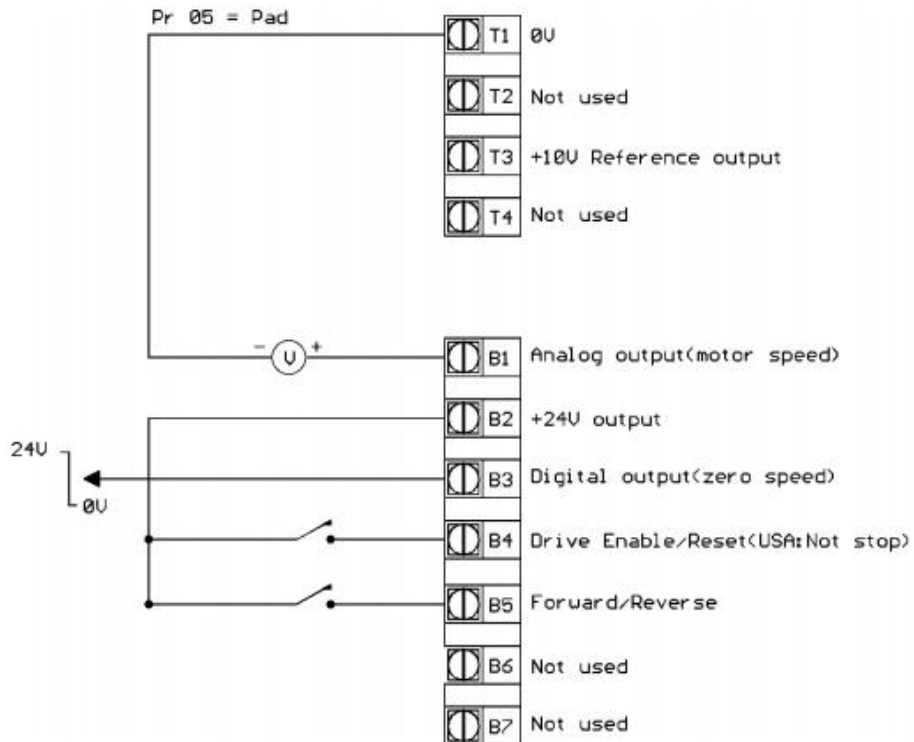 Pr 05 = Pad
T1 0V
T2 Not used
T3 +10V Reference output
T4 Not used
- V + B1 Analog output(motor speed)
B2 +24V output
24V
B3 Digital output(zero speed)
0V
B4 Drive Enable/Reset(USA:Not stop)
B5 Forward/Reverse
B6 Not used
B7 Not used